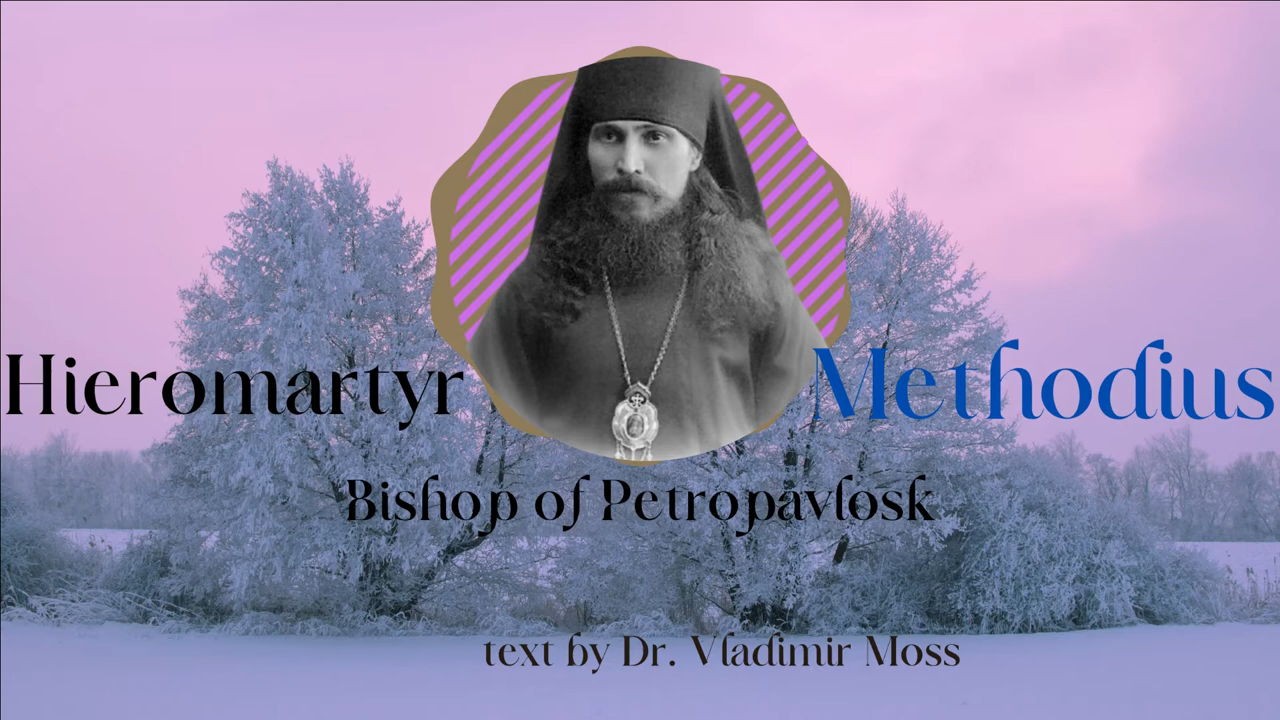 Hieromartyr Methodius
Bishop of Petropavlosk
text by Dr. Vladimir Moss